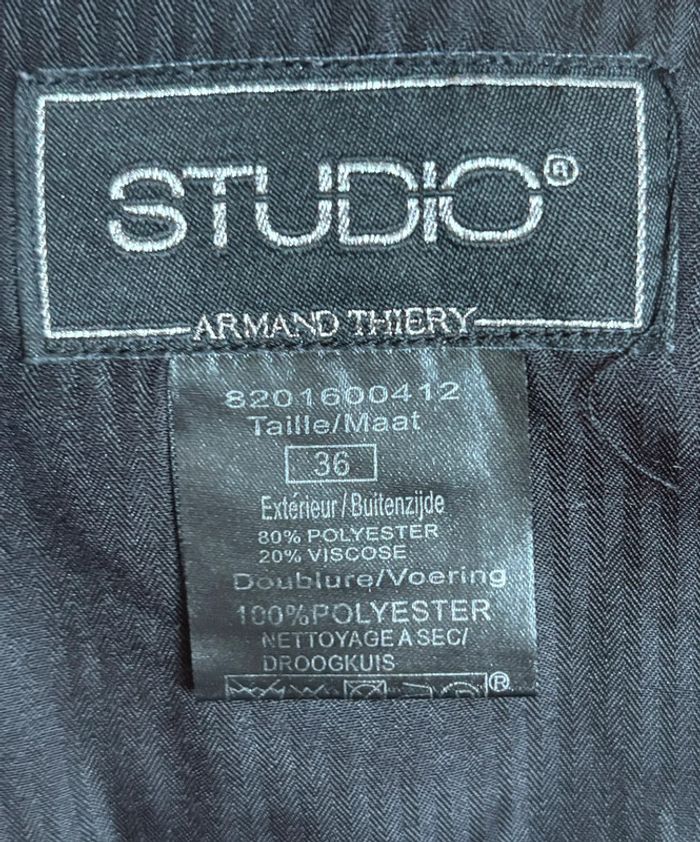 STUDIO®
ARMAND THIERY
8201600412
Taille/Maat
36
Extérieur/Buitenzijde
80% POLYESTER
20% VISCOSE
Doublure/Voering
100%POLYESTER
NETTOYAGE A SEC/
DROOGKUIS
®